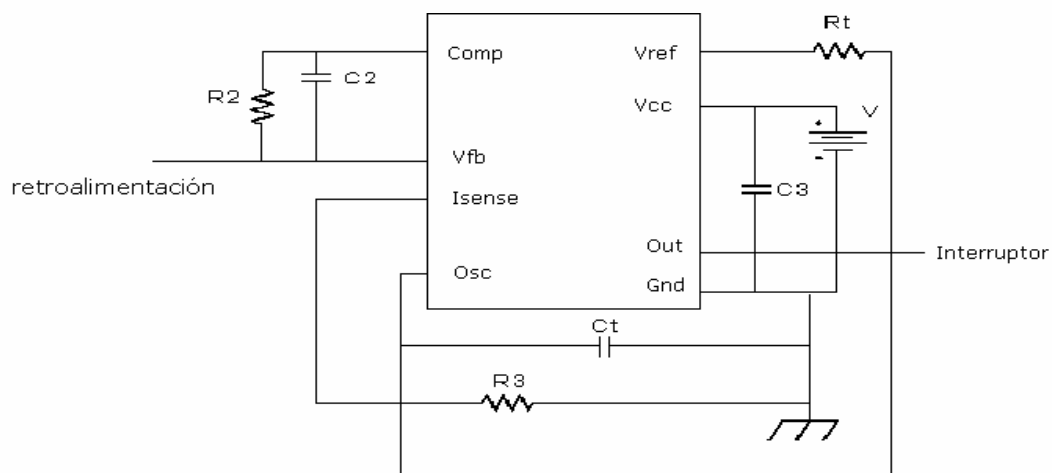 Rt
Comp
Vref
C2
R2
Vcc
V
+
Vfb
-
retroalimentación
Isense
C3
Out
Interruptor
Osc
Gnd
Ct
R3